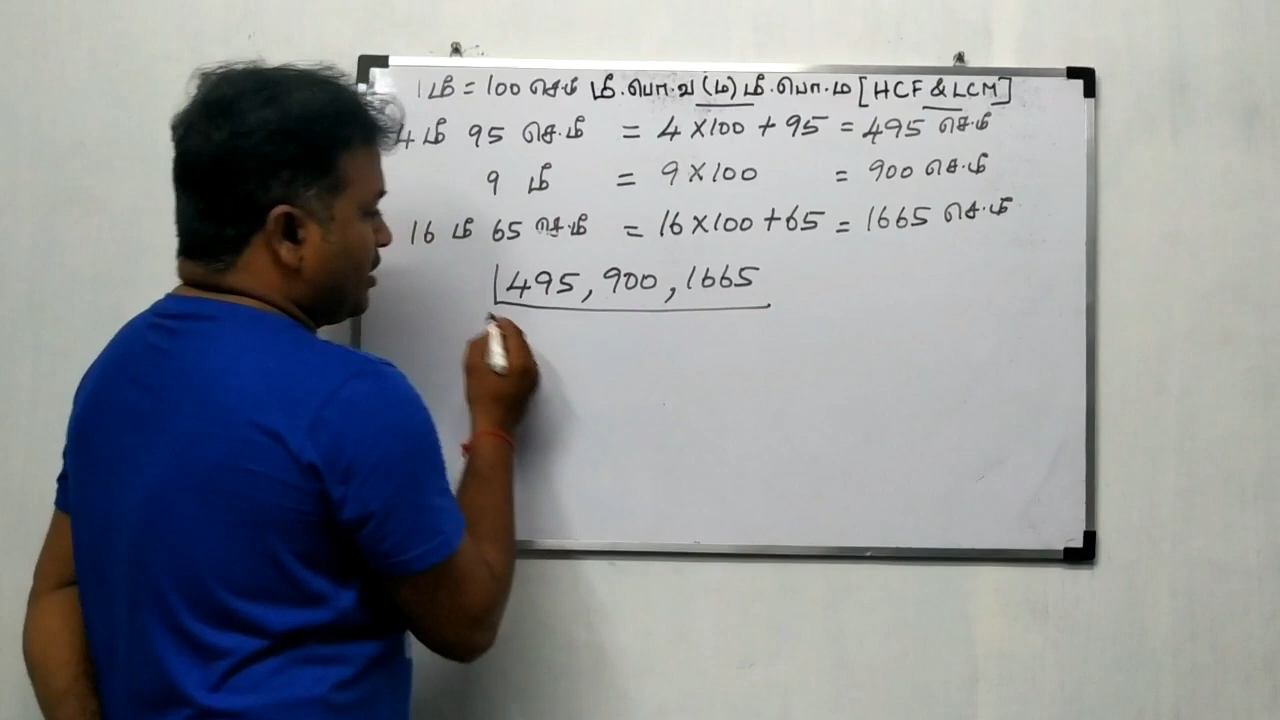 1 மீ = 100 செ.மீ மீ.பொ.வ (ம) மீ.பொ.ம [HCF & LCM]
4 மீ 95 செ.மீ = 4 × 100 + 95 = 495 செ.மீ
9 மீ = 9 × 100 = 900 செ.மீ
16 மீ 65 செ.மீ = 16 × 100 + 65 = 1665 செ.மீ
495, 900, 1665